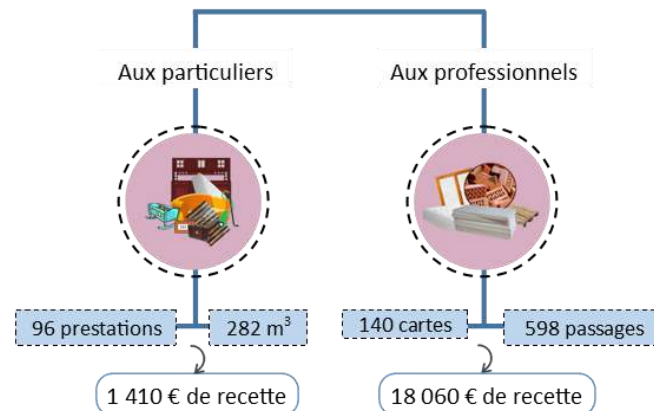 Aux particuliers
Aux professionnels
96 prestations
282 m³
140 cartes
598 passages
1 410 € de recette
18 060 € de recette